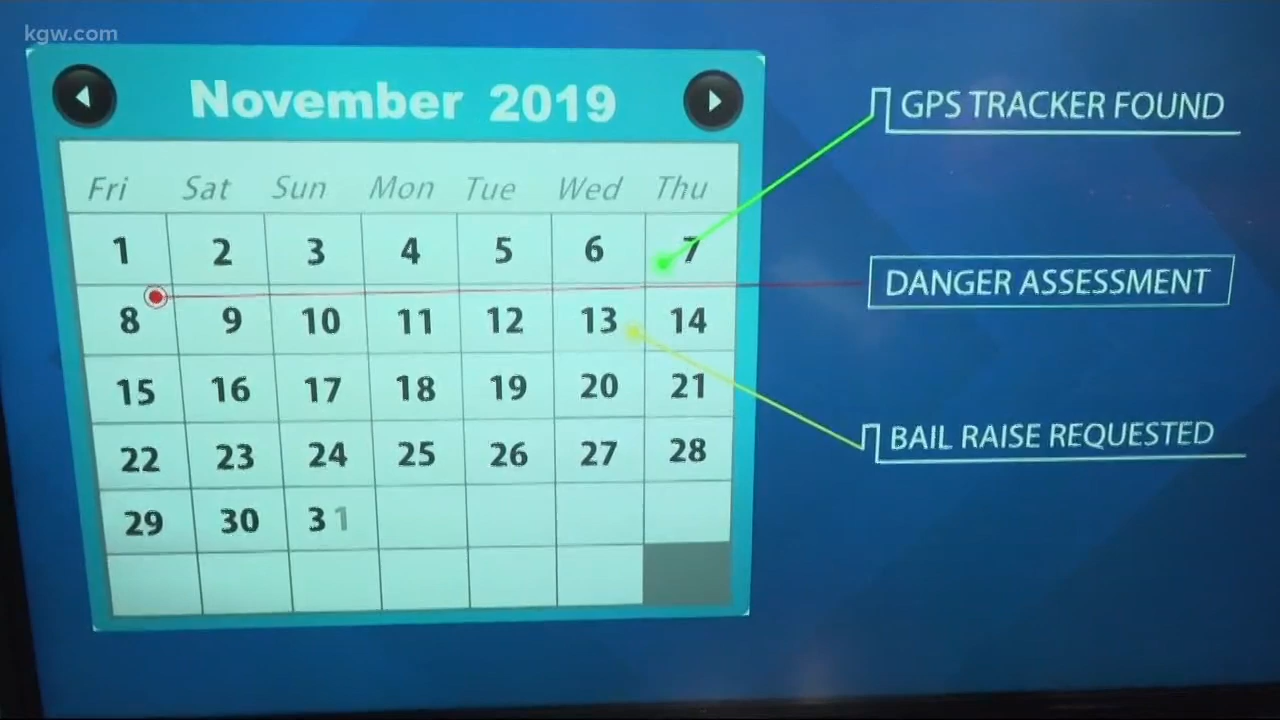 kgw.com
November 2019
Fri Sat Sun Mon Tue Wed Thu
1 2 3 4 5 6 7
8 9 10 11 12 13 14
15 16 17 18 19 20 21
22 23 24 25 26 27 28
29 30 31
GPS TRACKER FOUND
DANGER ASSESSMENT
BAIL RAISE REQUESTED